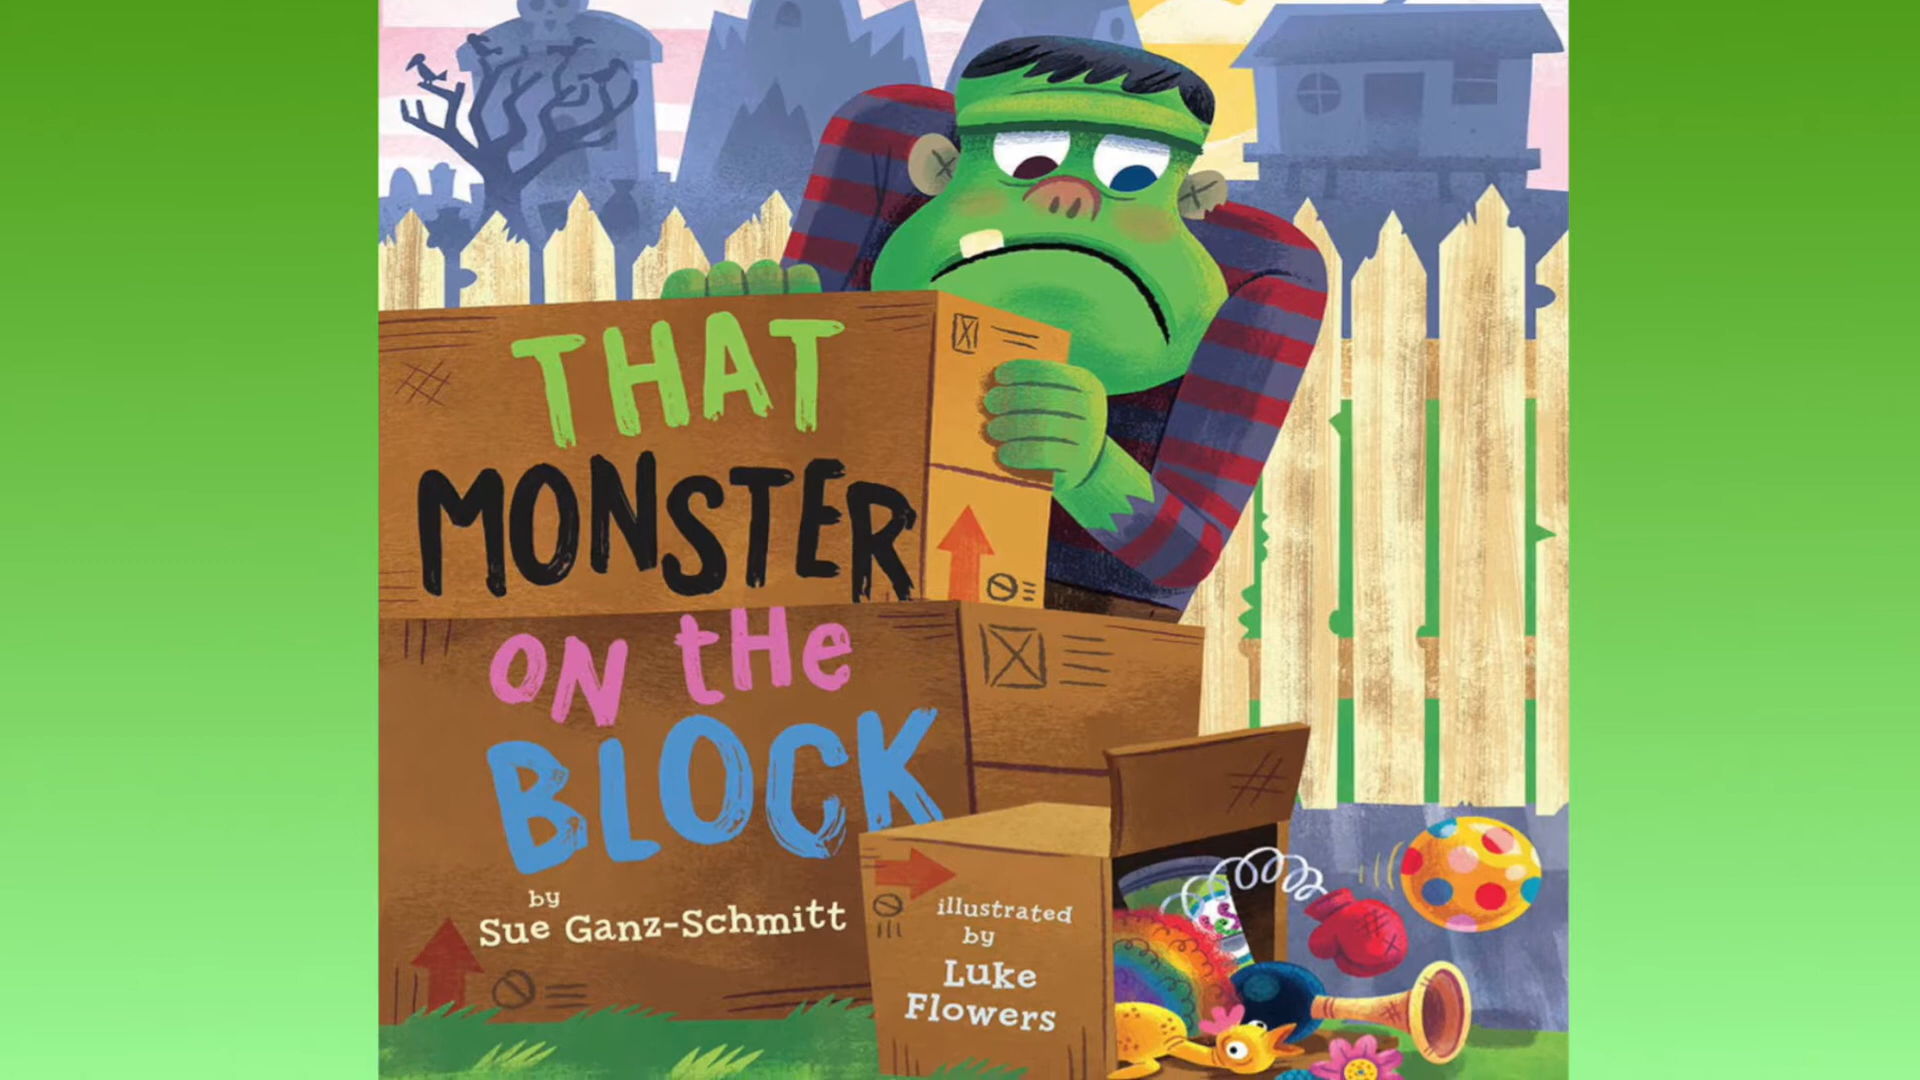 THAT
MONSTER
ON tHe
BLOCK
by
Sue Ganz-Schmitt
illustrated
by
Luke
Flowers